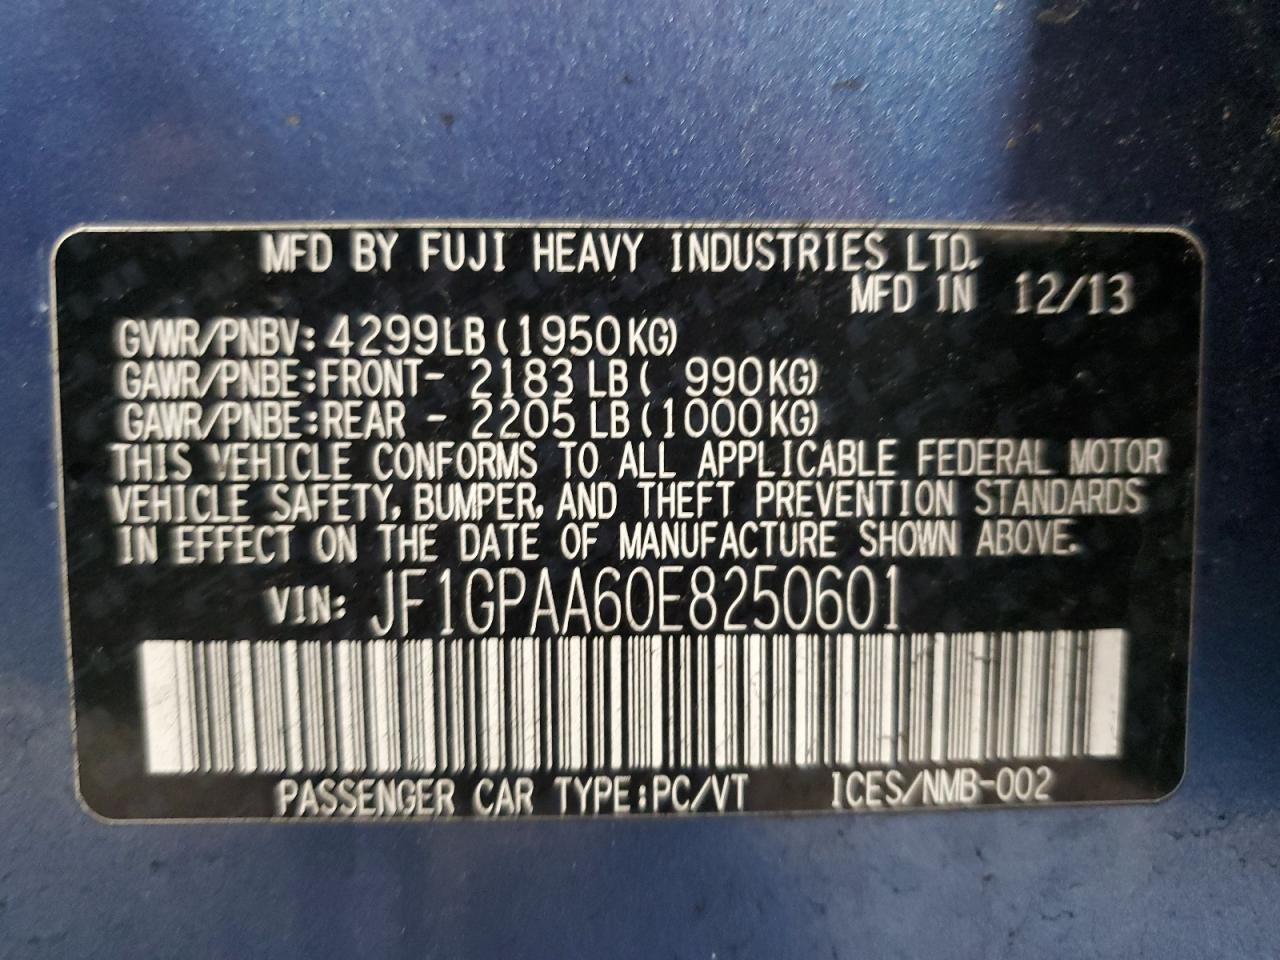 MFD BY FUJI HEAVY INDUSTRIES LTD.
MFD IN 12/13
GVWR/PNBV: 4299LB (1950KG)
GAWR/PNBE:FRONT- 2183 LB ( 990KG)
GAWR/PNBE:REAR - 2205 LB (1000KG)
THIS VEHICLE CONFORMS TO ALL APPLICABLE FEDERAL MOTOR
VEHICLE SAFETY, BUMPER, AND THEFT PREVENTION STANDARDS
IN EFFECT ON THE DATE OF MANUFACTURE SHOWN ABOVE.
VIN: JF1GPAA60E8250601
PASSENGER CAR TYPE:PC/VT ICES/NMB-002